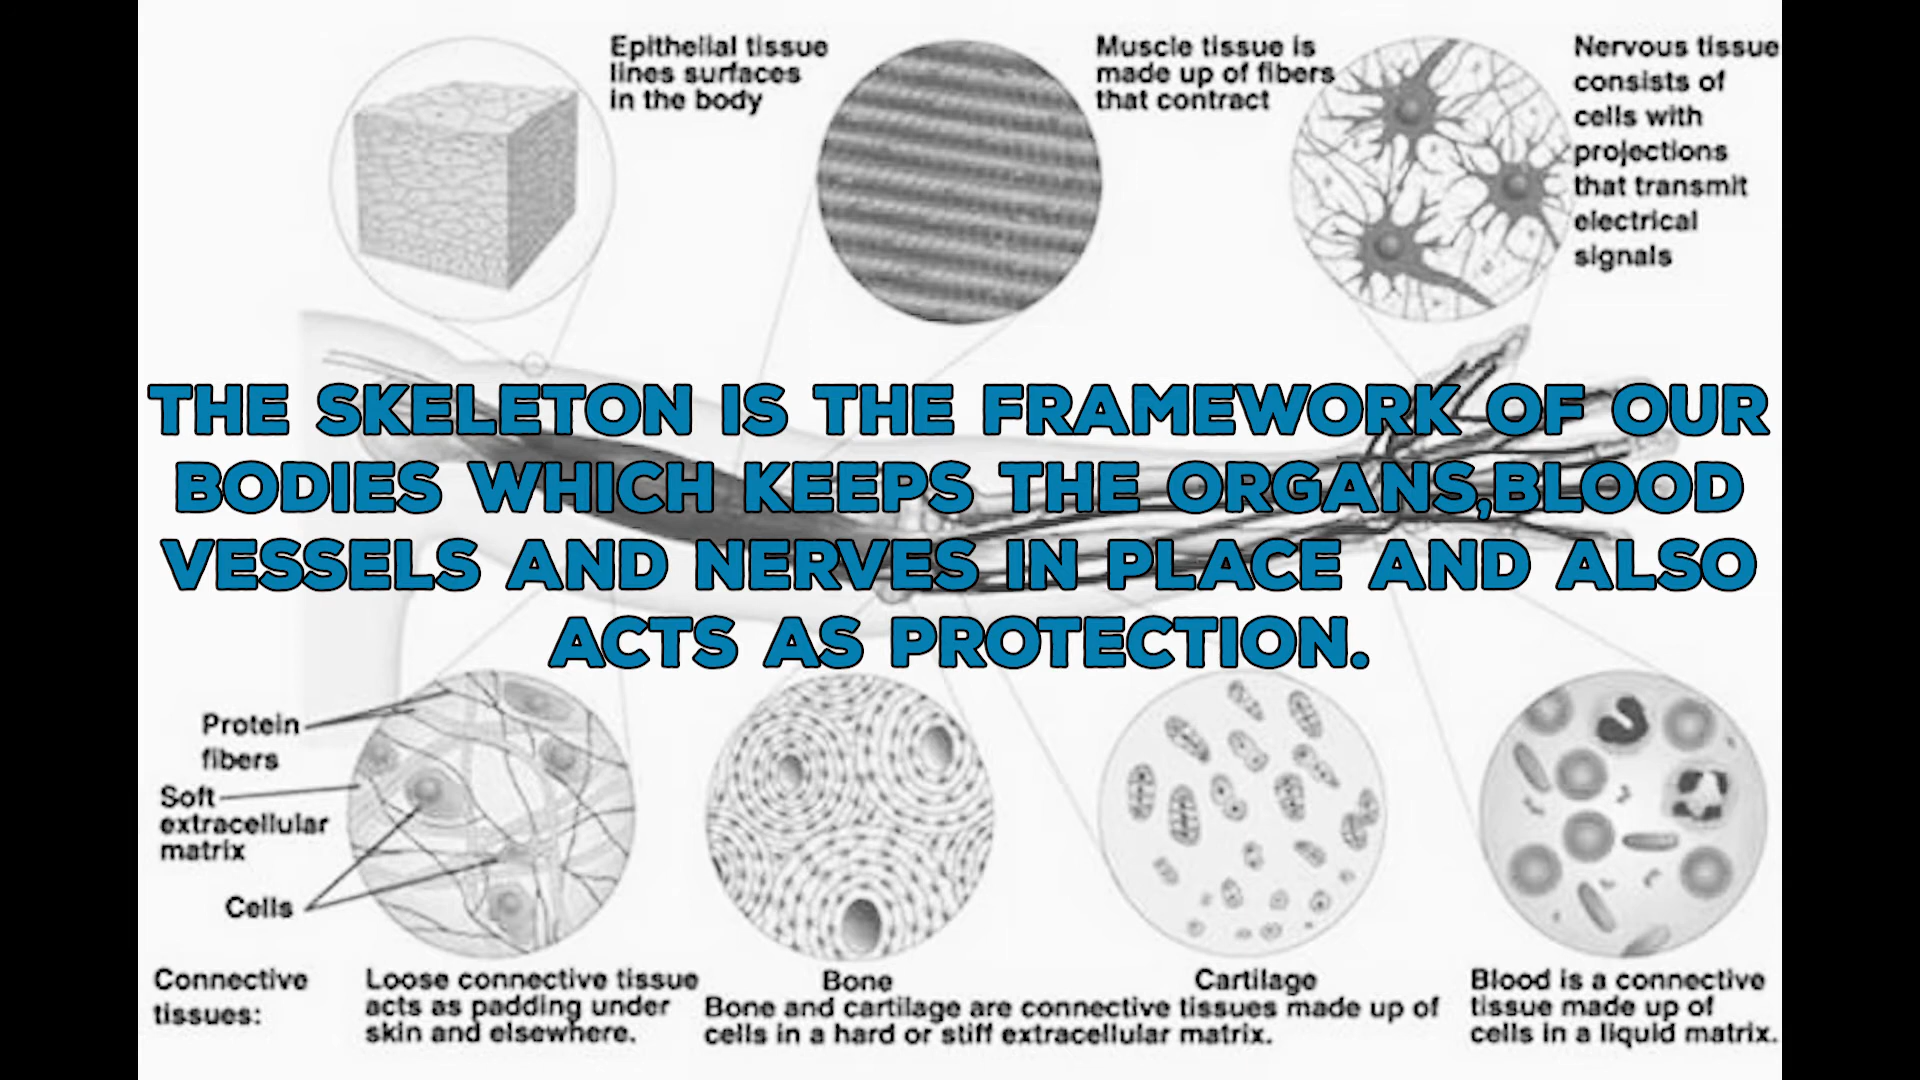 Epithelial tissue
lines surfaces
in the body
Muscle tissue is
made up of fibers
that contract
Nervous tissue
consists of
cells with
projections
that transmit
electrical
signals
THE SKELETON IS THE FRAMEWORK OF OUR
BODIES WHICH KEEPS THE ORGANS,BLOOD
VESSELS AND NERVES IN PLACE AND ALSO
ACTS AS PROTECTION.
Protein
fibers
Soft
extracellular
matrix
Cells
Connective
tissues:
Loose connective tissue
acts as padding under
skin and elsewhere.
Bone
Cartilage
Bone and cartilage are connective tissues made up of
cells in a hard or stiff extracellular matrix.
Blood is a connective
tissue made up of
cells in a liquid matrix.